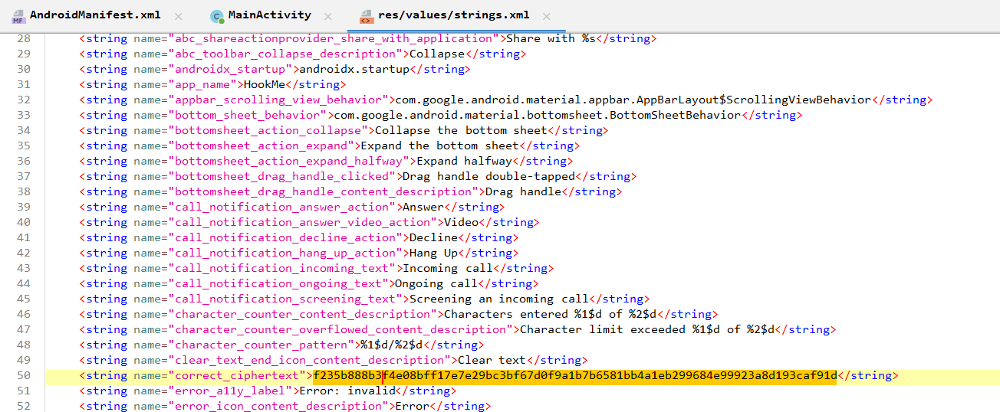 AndroidManifest.xml MainActivity res/values/strings.xml
28 <string name="abc_shareactionprovider_share_with_application">Share with %s</string>
29 <string name="abc_toolbar_collapse_description">Collapse</string>
30 <string name="androidx_startup">androidx.startup</string>
31 <string name="app_name">HookMe</string>
32 <string name="appbar_scrolling_view_behavior">com.google.android.material.appbar.AppBarLayout$ScrollingViewBehavior</string>
33 <string name="bottom_sheet_behavior">com.google.android.material.bottomsheet.BottomSheetBehavior</string>
34 <string name="bottomsheet_action_collapse">Collapse the bottom sheet</string>
35 <string name="bottomsheet_action_expand">Expand the bottom sheet</string>
36 <string name="bottomsheet_action_expand_halfway">Expand halfway</string>
37 <string name="bottomsheet_drag_handle_clicked">Drag handle double-tapped</string>
38 <string name="bottomsheet_drag_handle_content_description">Drag handle</string>
39 <string name="call_notification_answer_action">Answer</string>
40 <string name="call_notification_answer_video_action">Video</string>
41 <string name="call_notification_decline_action">Decline</string>
42 <string name="call_notification_hang_up_action">Hang Up</string>
43 <string name="call_notification_incoming_text">Incoming call</string>
44 <string name="call_notification_ongoing_text">Ongoing call</string>
45 <string name="call_notification_screening_text">Screening an incoming call</string>
46 <string name="character_counter_content_description">Characters entered %1$d of %2$d</string>
47 <string name="character_counter_overflowed_content_description">Character limit exceeded %1$d of %2$d</string>
48 <string name="character_counter_pattern">%1$d/%2$d</string>
49 <string name="clear_text_end_icon_content_description">Clear text</string>
50 <string name="correct_ciphertext">f235b888b3f4e08bff17e7e29bc3bf67d0f9a1b7b6581bb4a1eb299684e99923a8d193caf91d</string>
51 <string name="error_a11y_label">Error: invalid</string>
52 <string name="error_icon_content_description">Error</string>